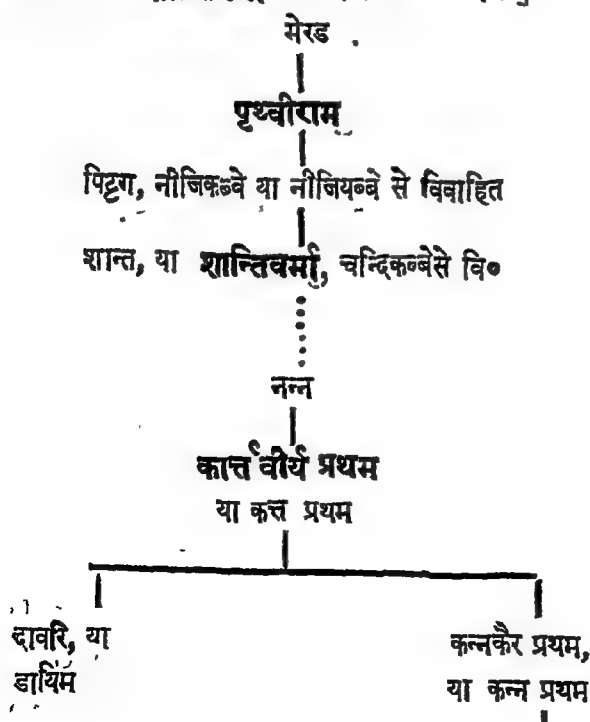 मेरड
पृथ्वीराम्
पिट्टग, नीजिकब्बे या नीजियब्बे से विवाहित
शान्त, या शान्तिवर्मा, चन्दिकब्बेसे वि०
नन्न
कार्त्तवीर्य प्रथम
या कत्त प्रथम
दावरि, या
डायिम
कन्नकैर प्रथम,
या कन्न प्रथम